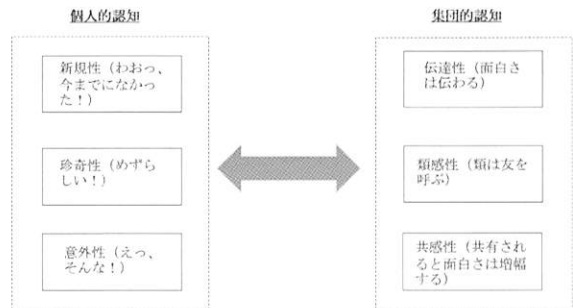 個人的認知
新規性（わおっ、
今までになかっ
た！）
珍奇性（めずら
しい！）
意外性（えっ、
そんな！）
集団的認知
伝達性（面白さ
は伝わる）
類感性（類は友を
呼ぶ）
共感性（共有され
ると面白さは増幅
する）